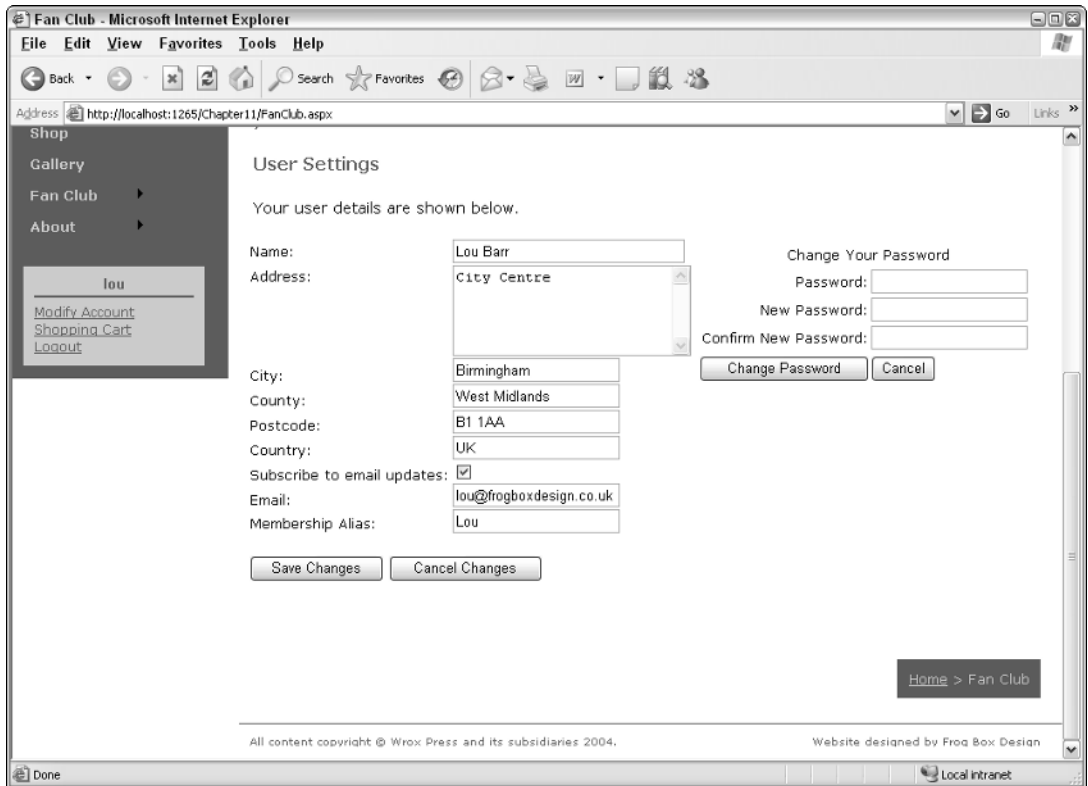 Fan Club - Microsoft Internet Explorer
File Edit View Favorites Tools Help
Back Search Favorites
Address http://localhost:1265/Chapter11/FanClub.aspx Go Links »
Shop
Gallery
Fan Club
About
lou
Modify Account
Shopping Cart
Logout
User Settings
Your user details are shown below.
Name: Lou Barr
Address: City Centre
City: Birmingham
County: West Midlands
Postcode: B1 1AA
Country: UK
Subscribe to email updates:
Email: lou@frogboxdesign.co.uk
Membership Alias: Lou
Save Changes Cancel Changes
Change Your Password
Password:
New Password:
Confirm New Password:
Change Password Cancel
Home > Fan Club
All content copyright © Wrox Press and its subsidiaries 2004. Website designed by Frog Box Design
Done Local intranet